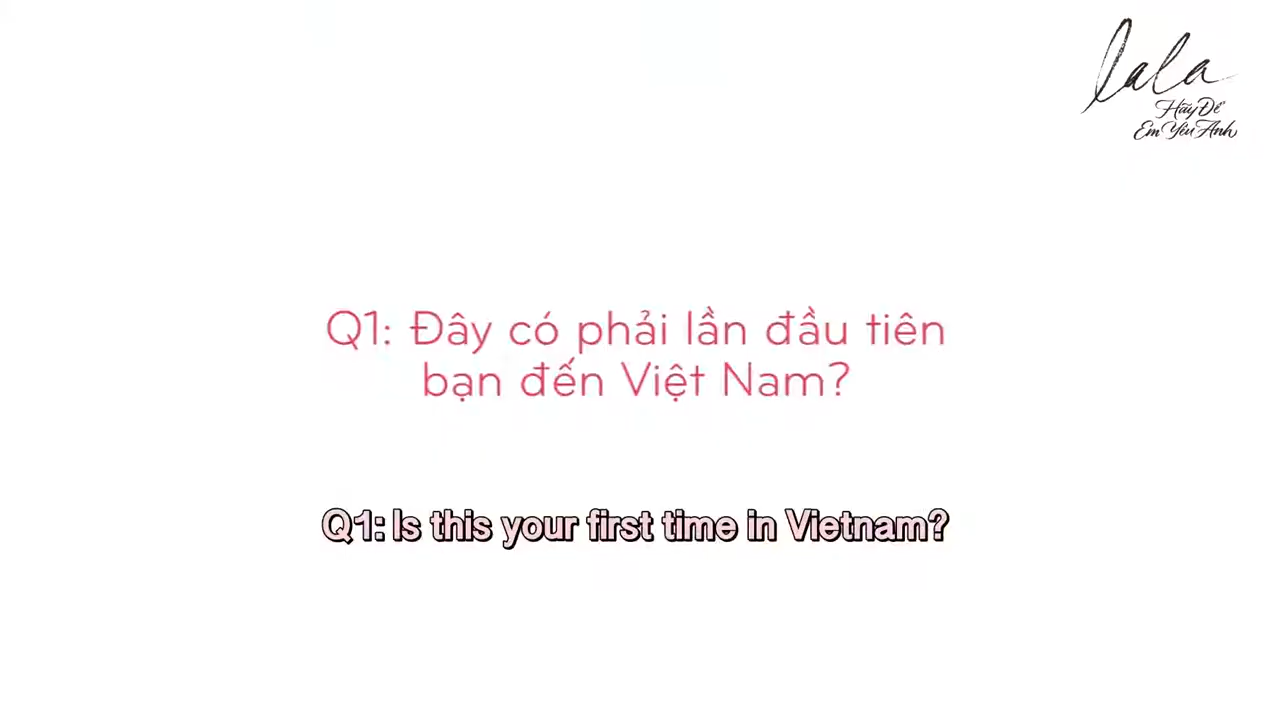 lala
Hãy Để
Em Yêu Anh
Q1: Đây có phải lần đầu tiên
bạn đến Việt Nam?
Q1: Is this your first time in Vietnam?